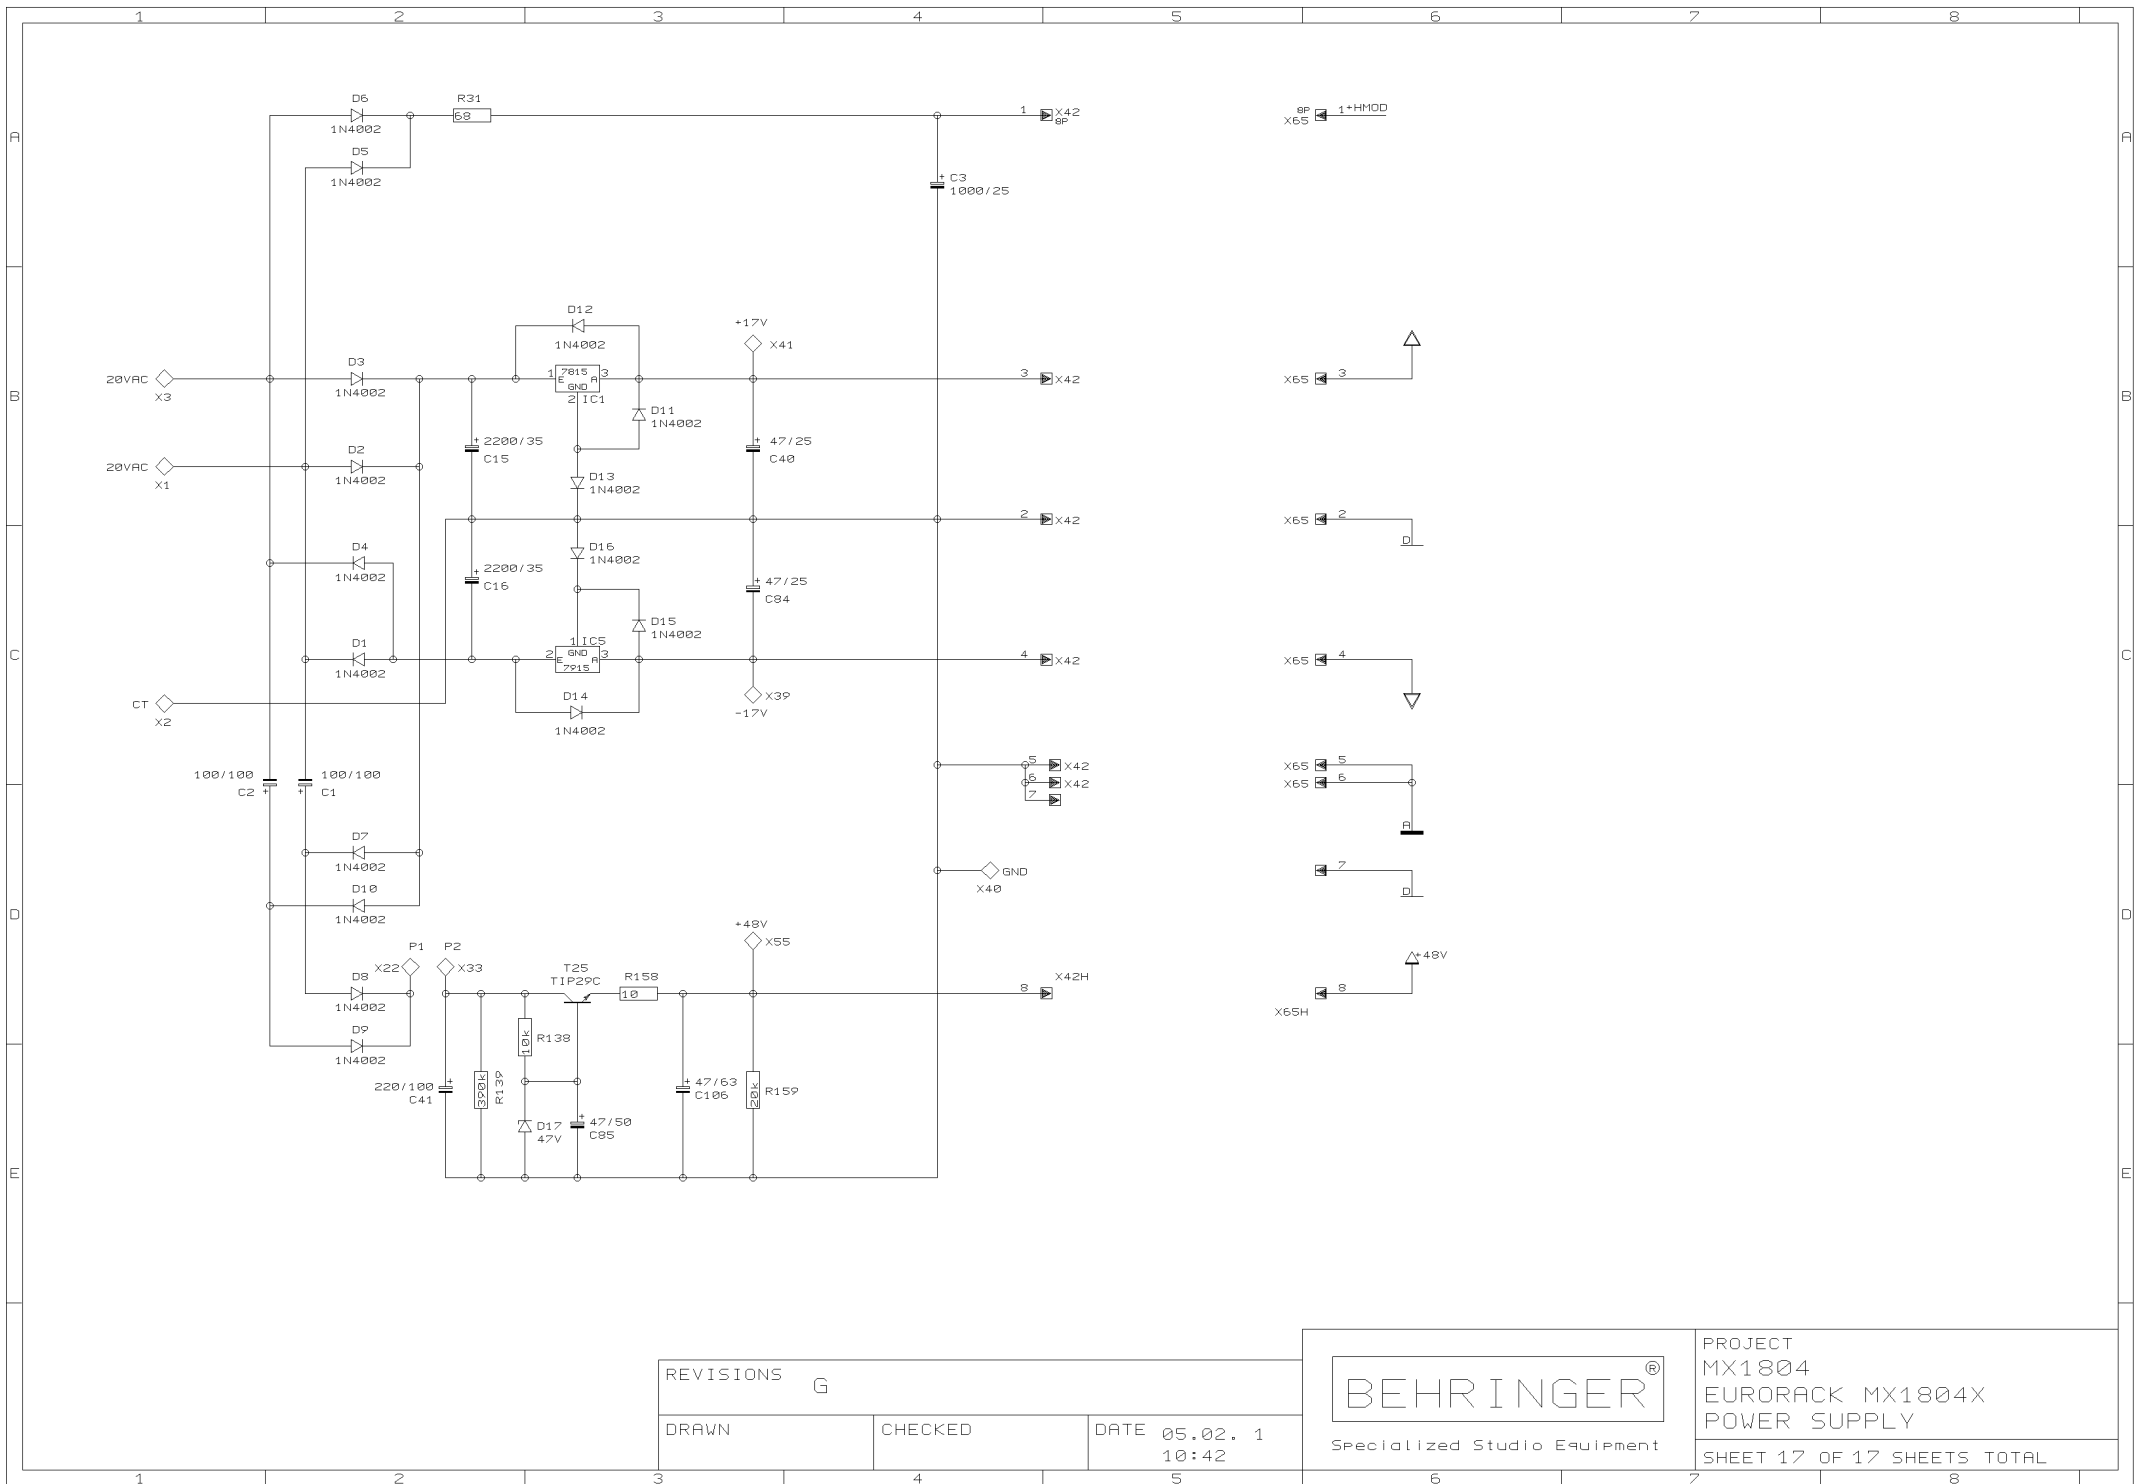 1 2 3 4 5 6 7 8
A A
B B
C C
D D
E E
D6
1N4002
R31
68
1 X42
8P
8P
X65 1 +HMOD
D5
1N4002
+ C3
1000/25
D12
1N4002
+17V
X41
20VAC
X3
D3
1N4002
1 7815 3
E A
GND
2 IC1
3 X42
X65 3
D11
1N4002
20VAC
X1
D2
1N4002
+ 2200/35
C15
+ 47/25
C40
D13
1N4002
2 X42
X65 2
D
D4
1N4002
D16
1N4002
+ 2200/35
C16
+ 47/25
C84
D15
1N4002
D1
1N4002
1 IC5
2 GND 3
E A
7915
4 X42
X65 4
CT
X2
D14
1N4002
X39
-17V
100/100
C2 +
100/100
+ C1
5 X42
6 X42
7
X65 5
X65 6
A
D7
1N4002
D10
1N4002
GND
X40
7
D
P1 P2
X22 X33
T25
TIP29C
R158
10
+48V
X55
X42H
8
+48V
8
X65H
D8
1N4002
D9
1N4002
10k R138
220/100 +
C41
390k R139
D17
47V
+
47/50
C85
+ 47/63
C106
20k R159
REVISIONS
G
DRAWN
CHECKED
DATE 05.02. 1
10:42
BEHRINGER®
Specialized Studio Equipment
PROJECT
MX1804
EURORACK MX1804X
POWER SUPPLY
SHEET 17 OF 17 SHEETS TOTAL
1 2 3 4 5 6 7 8